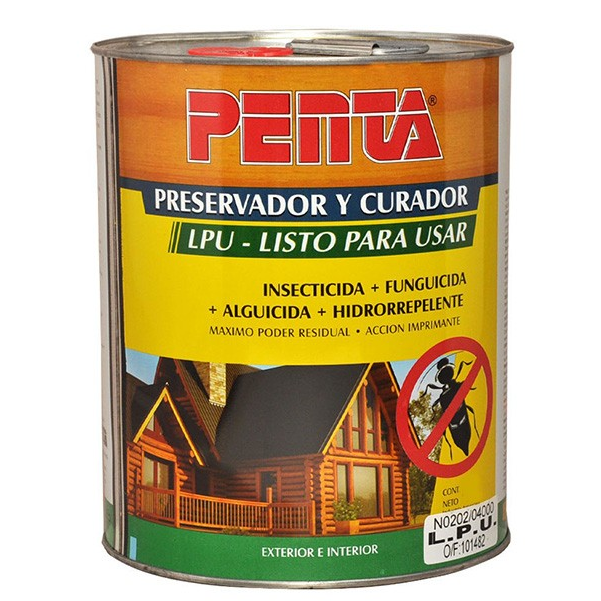 PENTA®
PRESERVADOR Y CURADOR
LPU - LISTO PARA USAR
INSECTICIDA + FUNGUICIDA
+ ALGUICIDA + HIDRORREPELENTE
MAXIMO PODER RESIDUAL • ACCION IMPRIMANTE
CONT
NETO
N0202/04000
L.P.U.
O/F:101482
EXTERIOR E INTERIOR